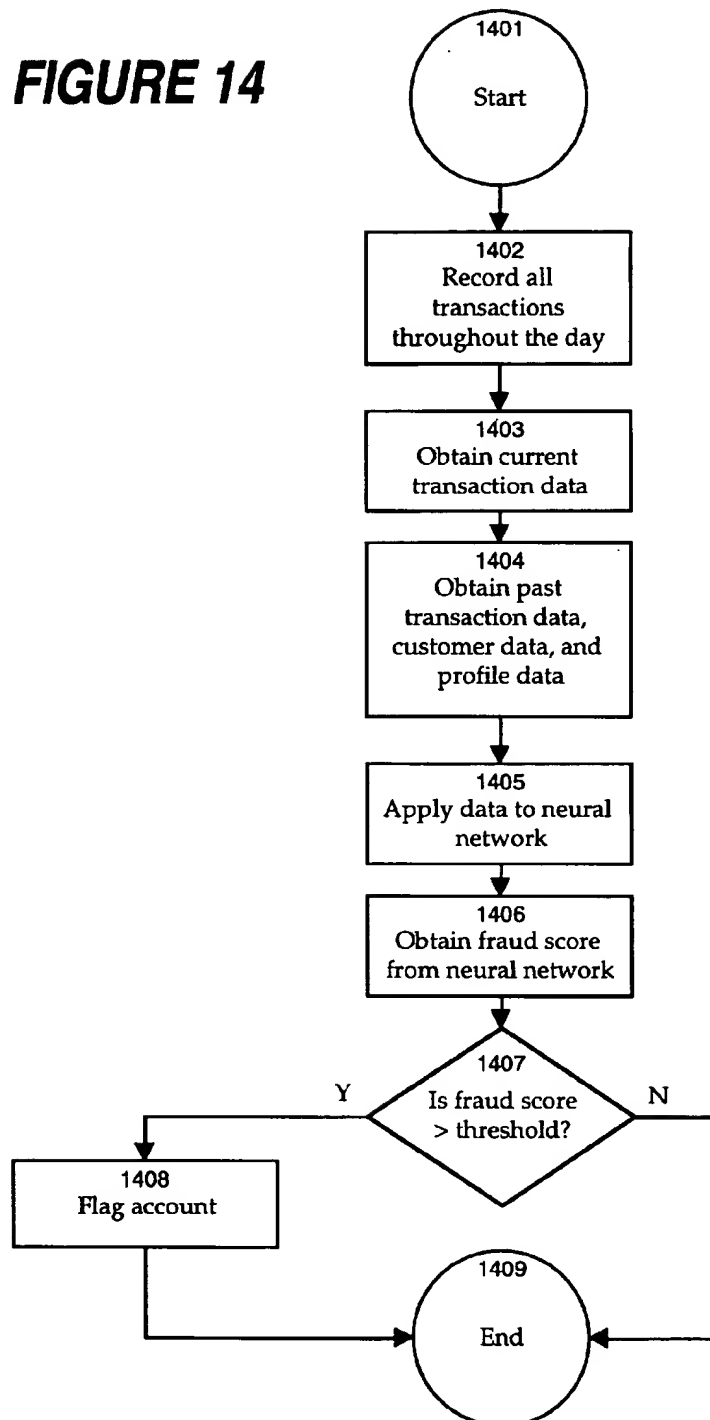 FIGURE 14
1401
Start
1402
Record all
transactions
throughout the day
1403
Obtain current
transaction data
1404
Obtain past
transaction data,
customer data, and
profile data
1405
Apply data to neural
network
1406
Obtain fraud score
from neural network
1407
Is fraud score
> threshold?
Y
N
1408
Flag account
1409
End